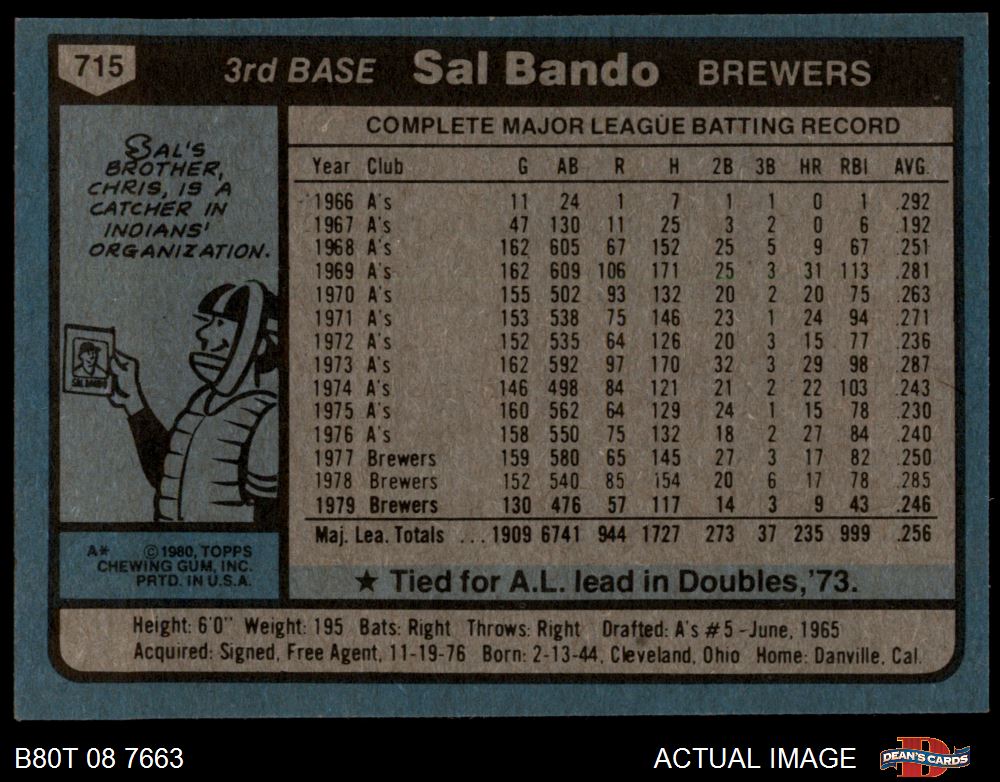 715 3rd BASE Sal Bando BREWERS
SAL'S
BROTHER,
CHRIS, IS A
CATCHER IN
INDIANS'
ORGANIZATION.
SAL BANDO
A* © 1980, TOPPS
CHEWING GUM, INC.
PRTD. IN U.S.A.
COMPLETE MAJOR LEAGUE BATTING RECORD
Year Club G AB R H 2B 3B HR RBI AVG.
1966 A's 11 24 1 7 1 1 0 1 .292
1967 A's 47 130 11 25 3 2 0 6 .192
1968 A's 162 605 67 152 25 5 9 67 .251
1969 A's 162 609 106 171 25 3 31 113 .281
1970 A's 155 502 93 132 20 2 20 75 .263
1971 A's 153 538 75 146 23 1 24 94 .271
1972 A's 152 535 64 126 20 3 15 77 .236
1973 A's 162 592 97 170 32 3 29 98 .287
1974 A's 146 498 84 121 21 2 22 103 .243
1975 A's 160 562 64 129 24 1 15 78 .230
1976 A's 158 550 75 132 18 2 27 84 .240
1977 Brewers 159 580 65 145 27 3 17 82 .250
1978 Brewers 152 540 85 154 20 6 17 78 .285
1979 Brewers 130 476 57 117 14 3 9 43 .246
Maj. Lea. Totals ... 1909 6741 944 1727 273 37 235 999 .256
★ Tied for A.L. lead in Doubles,'73.
Height: 6'0" Weight: 195 Bats: Right Throws: Right Drafted: A's #5 -June, 1965
Acquired: Signed, Free Agent, 11-19-76 Born: 2-13-44, Cleveland, Ohio Home: Danville, Cal.
B80T 08 7663 ACTUAL IMAGE D DEAN'S CARDS